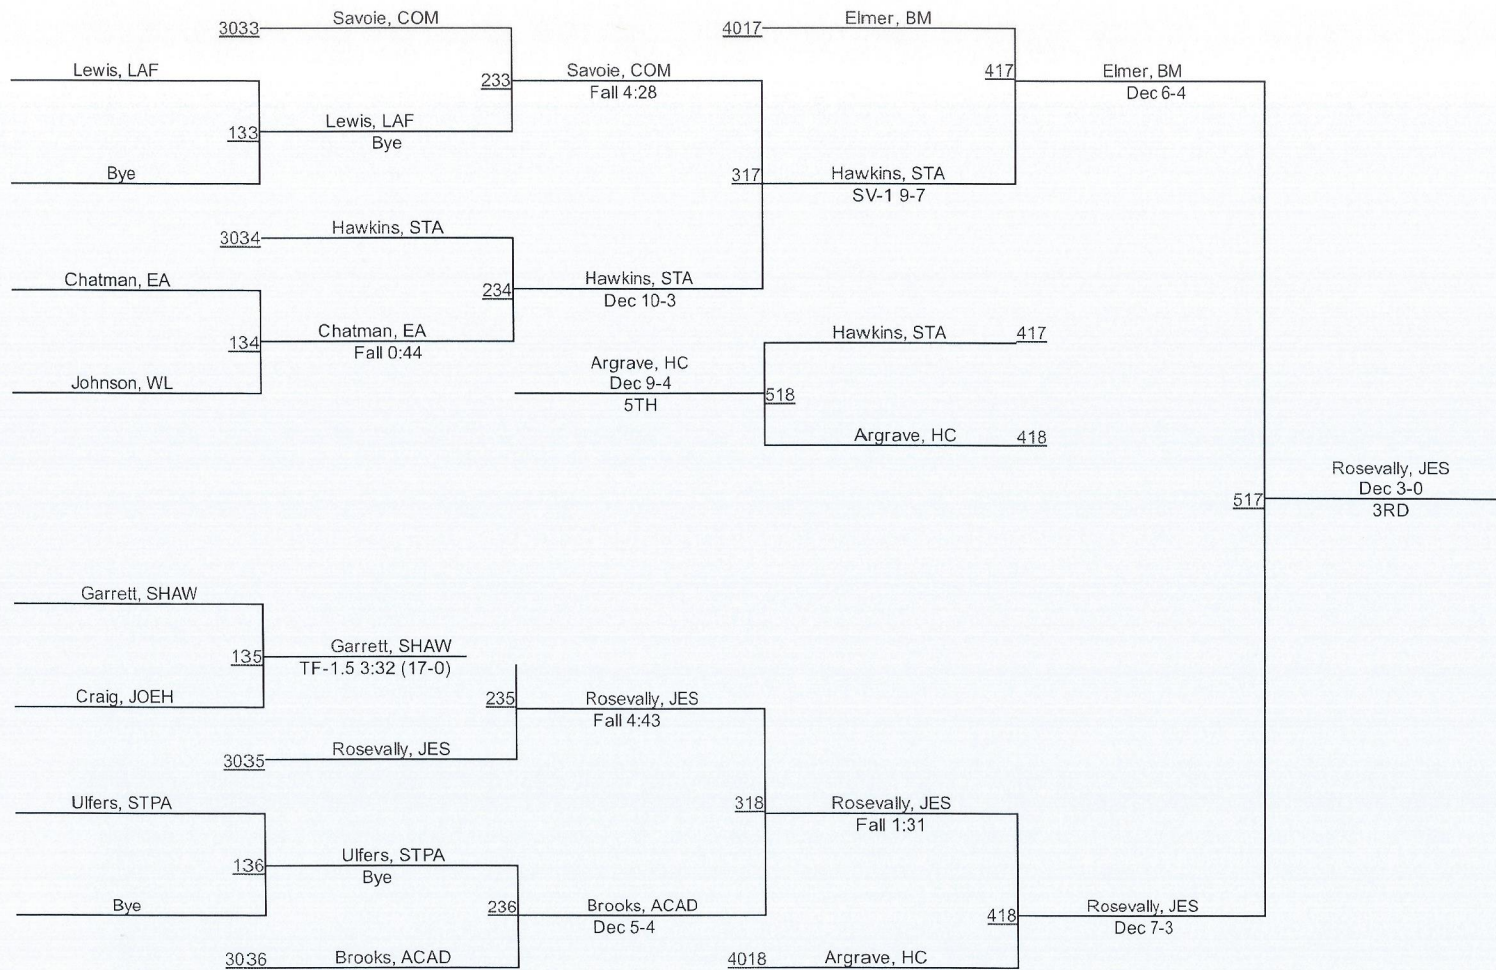 Savoie, COM
3033
Elmer, BM
4017
Lewis, LAF
233
Savoie, COM
Fall 4:28
417
Elmer, BM
Dec 6-4
133
Lewis, LAF
Bye
Bye
317
Hawkins, STA
SV-1 9-7
3034
Hawkins, STA
Chatman, EA
234
Hawkins, STA
Dec 10-3
134
Chatman, EA
Fall 0:44
Hawkins, STA
417
Johnson, WL
Argrave, HC
Dec 9-4
5TH
518
Argrave, HC
418
517
Rosevally, JES
Dec 3-0
3RD
Garrett, SHAW
135
Garrett, SHAW
TF-1.5 3:32 (17-0)
Craig, JOEH
235
Rosevally, JES
Fall 4:43
3035
Rosevally, JES
Ulfers, STPA
318
Rosevally, JES
Fall 1:31
136
Ulfers, STPA
Bye
Bye
236
Brooks, ACAD
Dec 5-4
418
Rosevally, JES
Dec 7-3
3036
Brooks, ACAD
4018
Argrave, HC